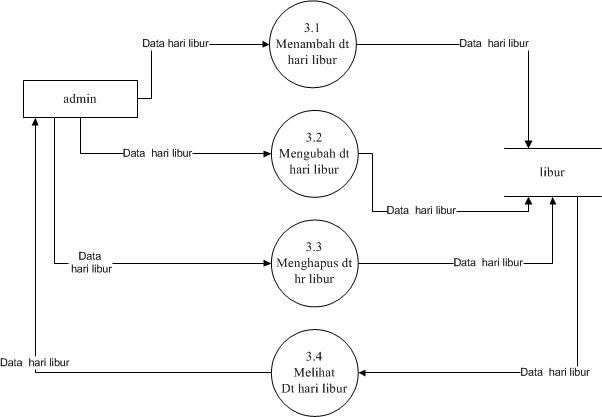 3.1
Menambah dt
hari libur
Data hari libur
Data  hari libur
admin
3.2
Mengubah dt
hari libur
Data  hari libur
libur
Data  hari libur
3.3
Menghapus dt
hr libur
Data
hari libur
Data  hari libur
3.4
Melihat
Dt hari libur
Data  hari libur
Data  hari libur